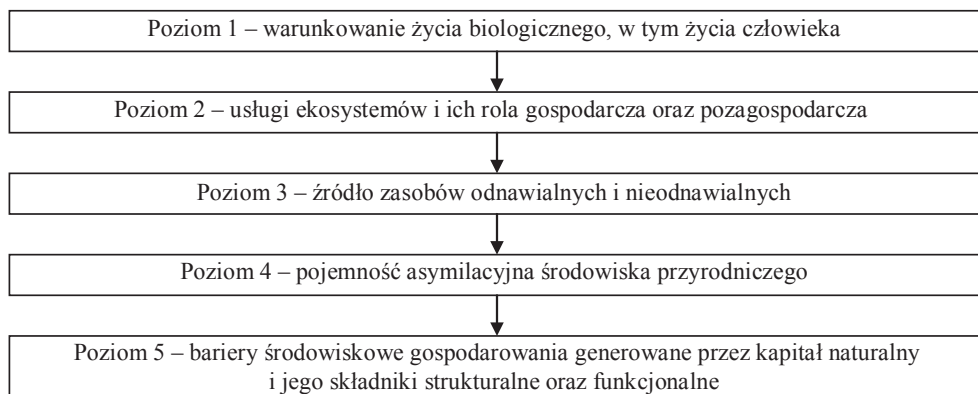 Poziom 1 – warunkowanie życia biologicznego, w tym życia człowieka
Poziom 2 – usługi ekosystemów i ich rola gospodarcza oraz pozagospodarcza
Poziom 3 – źródło zasobów odnawialnych i nieodnawialnych
Poziom 4 – pojemność asymilacyjna środowiska przyrodniczego
Poziom 5 – bariery środowiskowe gospodarowania generowane przez kapitał naturalny
i jego składniki strukturalne oraz funkcjonalne